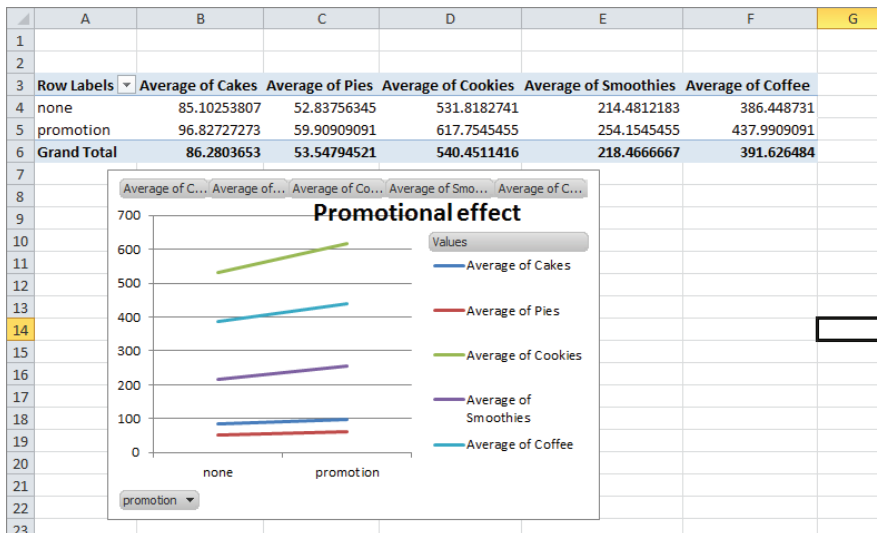 A B C D E F G
1
2
3 Row Labels Average of Cakes Average of Pies Average of Cookies Average of Smoothies Average of Coffee
4 none 85.10253807 52.83756345 531.8182741 214.4812183 386.448731
5 promotion 96.82727273 59.90909091 617.7545455 254.1545455 437.9909091
6 Grand Total 86.2803653 53.54794521 540.4511416 218.4666667 391.626484
7
8
9
10
11
12
13
14
15
16
17
18
19
20
21
22
23
Average of C... Average of... Average of Co... Average of Smo... Average of C...
Promotional effect
700
600
500
400
300
200
100
0
none promotion
Values
Average of Cakes
Average of Pies
Average of Cookies
Average of
Smoothies
Average of Coffee
promotion